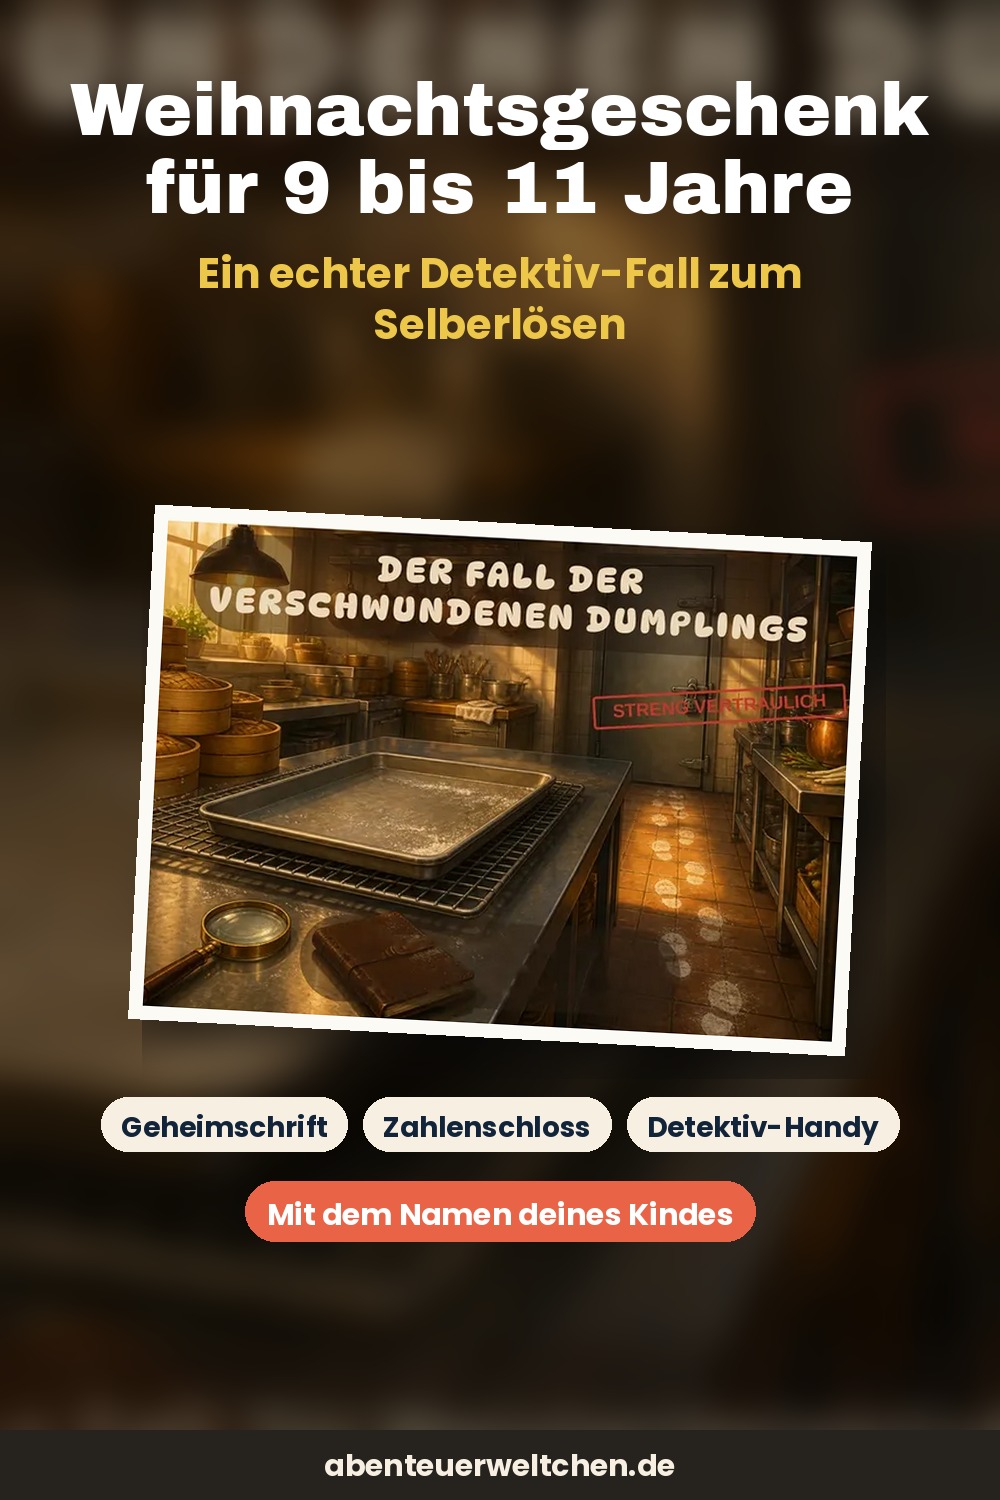 Weihnachtsgeschenk
für 9 bis 11 Jahre
Ein echter Detektiv-Fall zum
Selberlösen
DER FALL DER
VERSCHWUNDENEN DUMPLINGS
STRENG VERTRAULICH
Geheimschrift
Zahlenschloss
Detektiv-Handy
Mit dem Namen deines Kindes
abenteuerweltchen.de